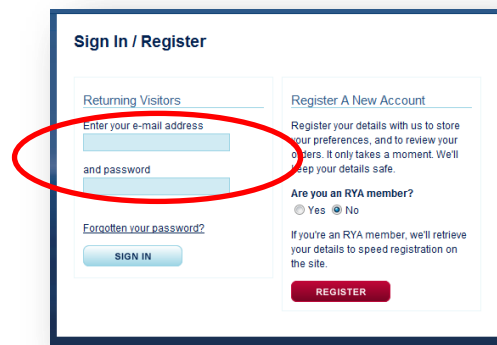 Sign In / Register
Returning Visitors
Enter your e-mail address
and password
Forgotten your password?
SIGN IN
Register A New Account
Register your details with us to store
your preferences, and to review your
orders. It only takes a moment. We'll
keep your details safe.
Are you an RYA member?
Yes No
If you're an RYA member, we'll retrieve
your details to speed registration on
the site.
REGISTER